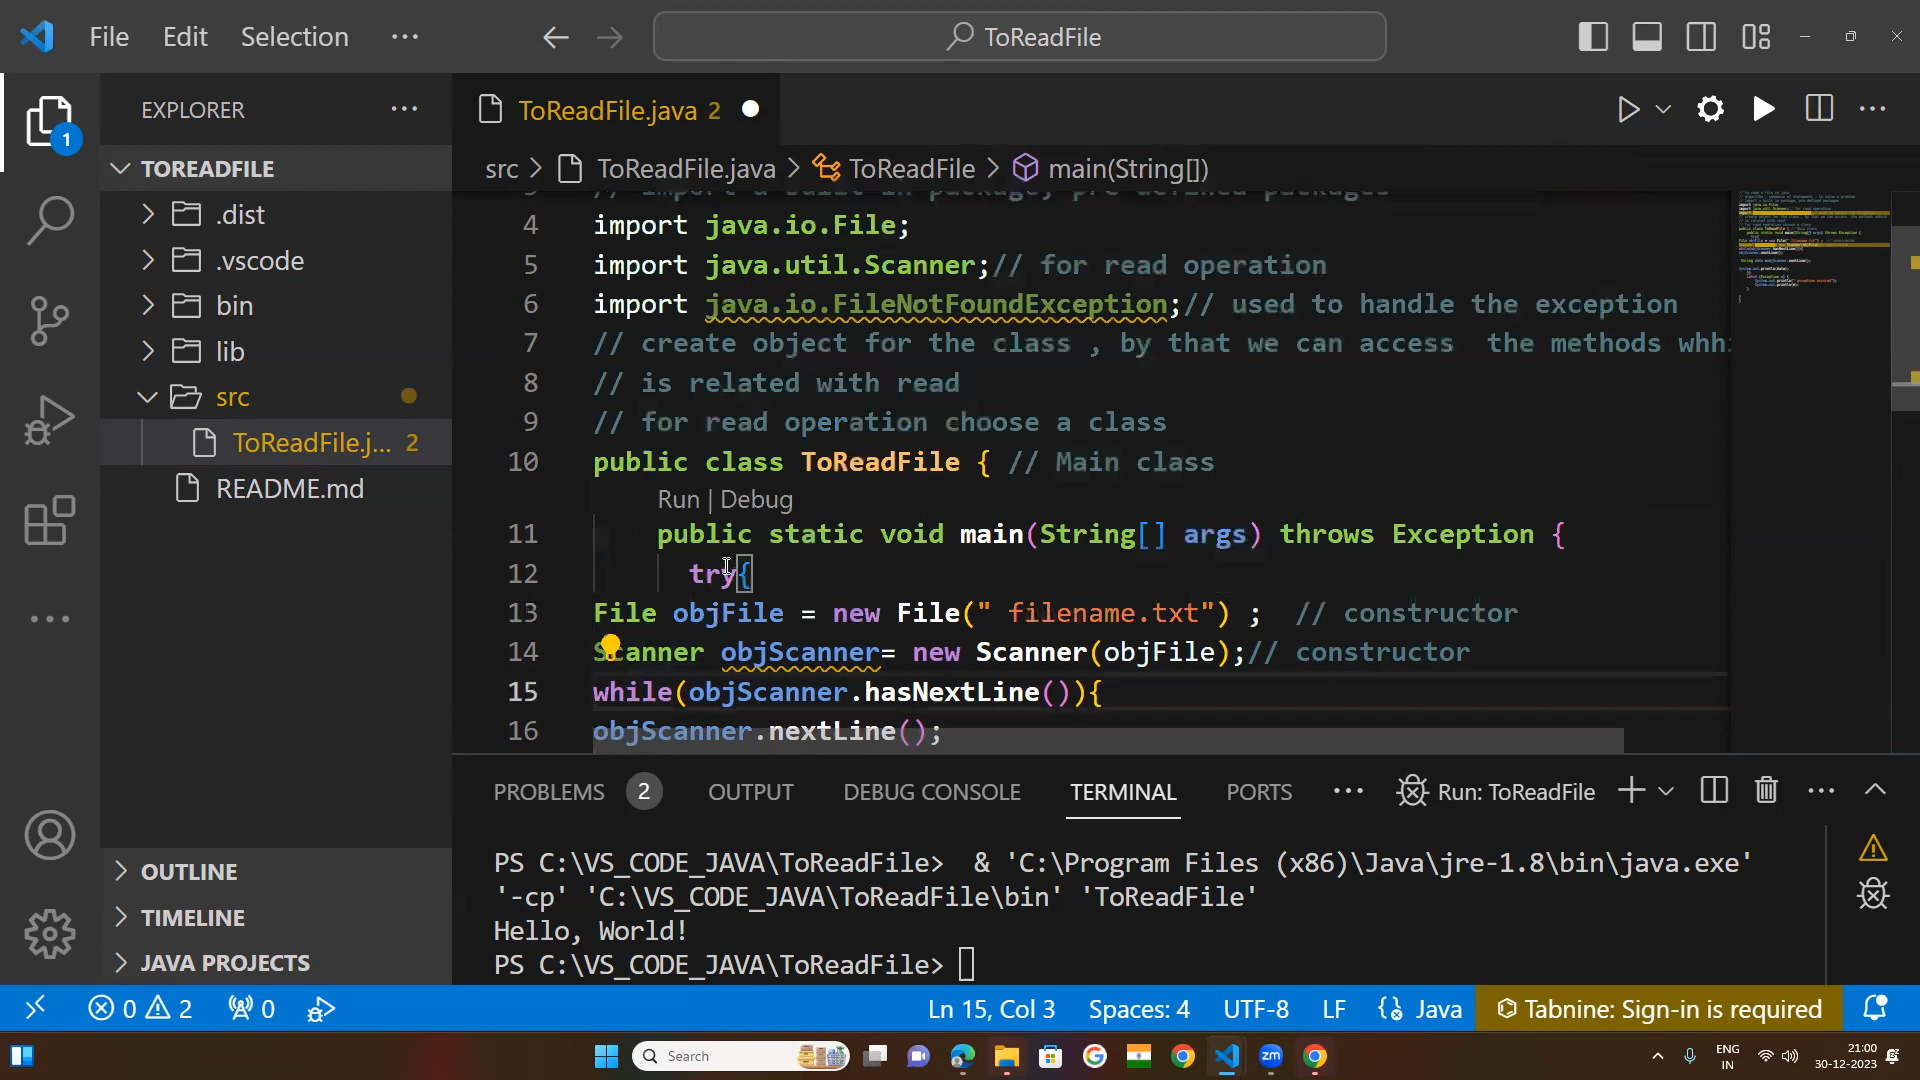 File Edit Selection ··· ToReadFile
EXPLORER ···
TOREADFILE
.dist
.vscode
bin
lib
src
ToReadFile.j... 2
README.md
OUTLINE
TIMELINE
JAVA PROJECTS
1
ToReadFile.java 2
src > ToReadFile.java > ToReadFile > main(String[])
// import a built in package, pre defined packages
4 import java.io.File;
5 import java.util.Scanner;// for read operation
6 import java.io.FileNotFoundException;// used to handle the exception
7 // create object for the class , by that we can access  the methods whh
8 // is related with read
9 // for read operation choose a class
10 public class ToReadFile { // Main class
Run | Debug
11 public static void main(String[] args) throws Exception {
12 try{
13 File objFile = new File(" filename.txt") ;  // constructor
14 Scanner objScanner= new Scanner(objFile);// constructor
15 while(objScanner.hasNextLine()){
16 objScanner.nextLine();
PROBLEMS 2 OUTPUT DEBUG CONSOLE TERMINAL PORTS ··· Run: ToReadFile
PS C:\VS_CODE_JAVA\ToReadFile>  & 'C:\Program Files (x86)\Java\jre-1.8\bin\java.exe'
'-cp' 'C:\VS_CODE_JAVA\ToReadFile\bin' 'ToReadFile'
Hello, World!
PS C:\VS_CODE_JAVA\ToReadFile>
0 2 0 Ln 15, Col 3 Spaces: 4 UTF-8 LF Java Tabnine: Sign-in is required
Search zm ENG
IN
21:00
30-12-2023